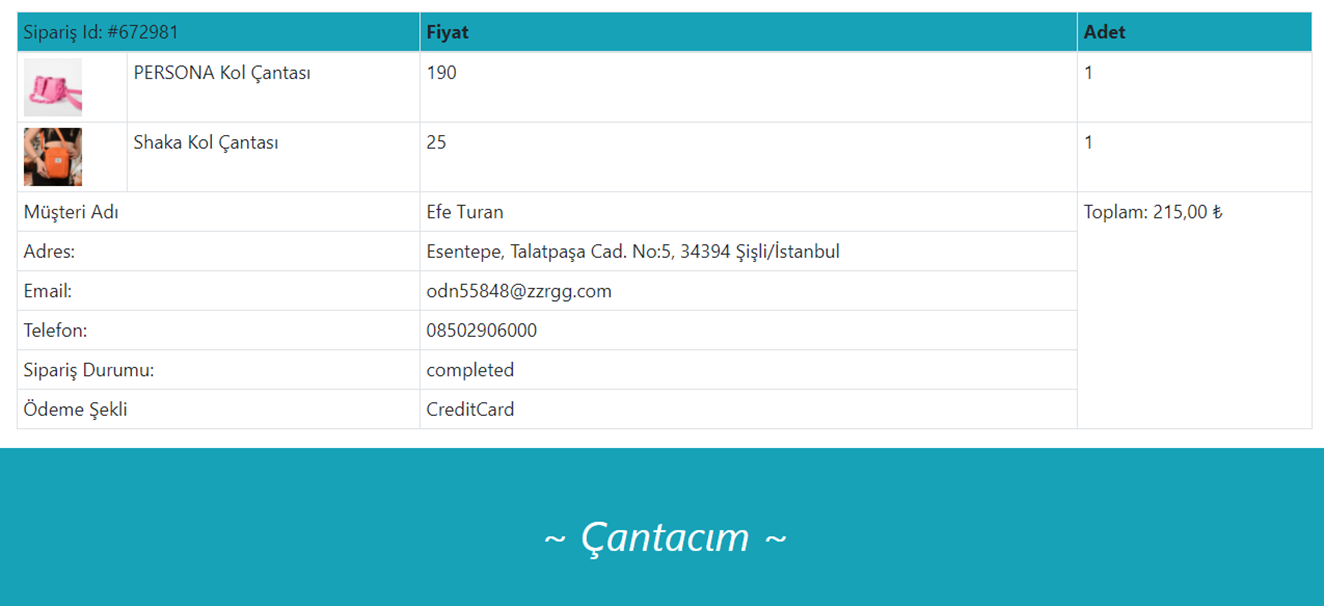 Sipariş Id: #672981 Fiyat Adet
PERSONA Kol Çantası 190 1
Shaka Kol Çantası 25 1
Müşteri Adı Efe Turan Toplam: 215,00 ₺
Adres: Esentepe, Talatpaşa Cad. No:5, 34394 Şişli/İstanbul
Email: odn55848@zzrgg.com
Telefon: 08502906000
Sipariş Durumu: completed
Ödeme Şekli CreditCard
~ Çantacım ~